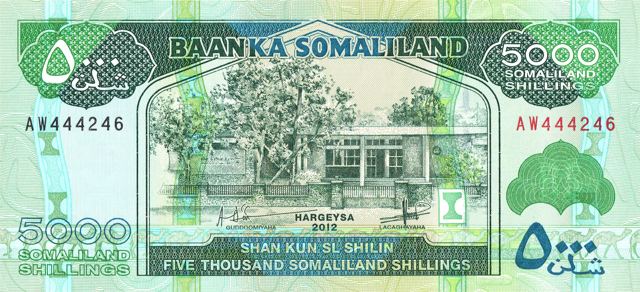 BAANKA SOMALILAND
٥٠٠٠
شلن
5000
SOMALILAND
SHILLINGS
AW444246
AW444246
HARGEYSA
2012
GUDDOOMIYAHA
LACAGHAYAHA
5000
SOMALILAND
SHILLINGS
SHAN KUN SL SHILIN
FIVE THOUSAND SOMALILAND SHILLINGS
٥٠٠٠
شلن